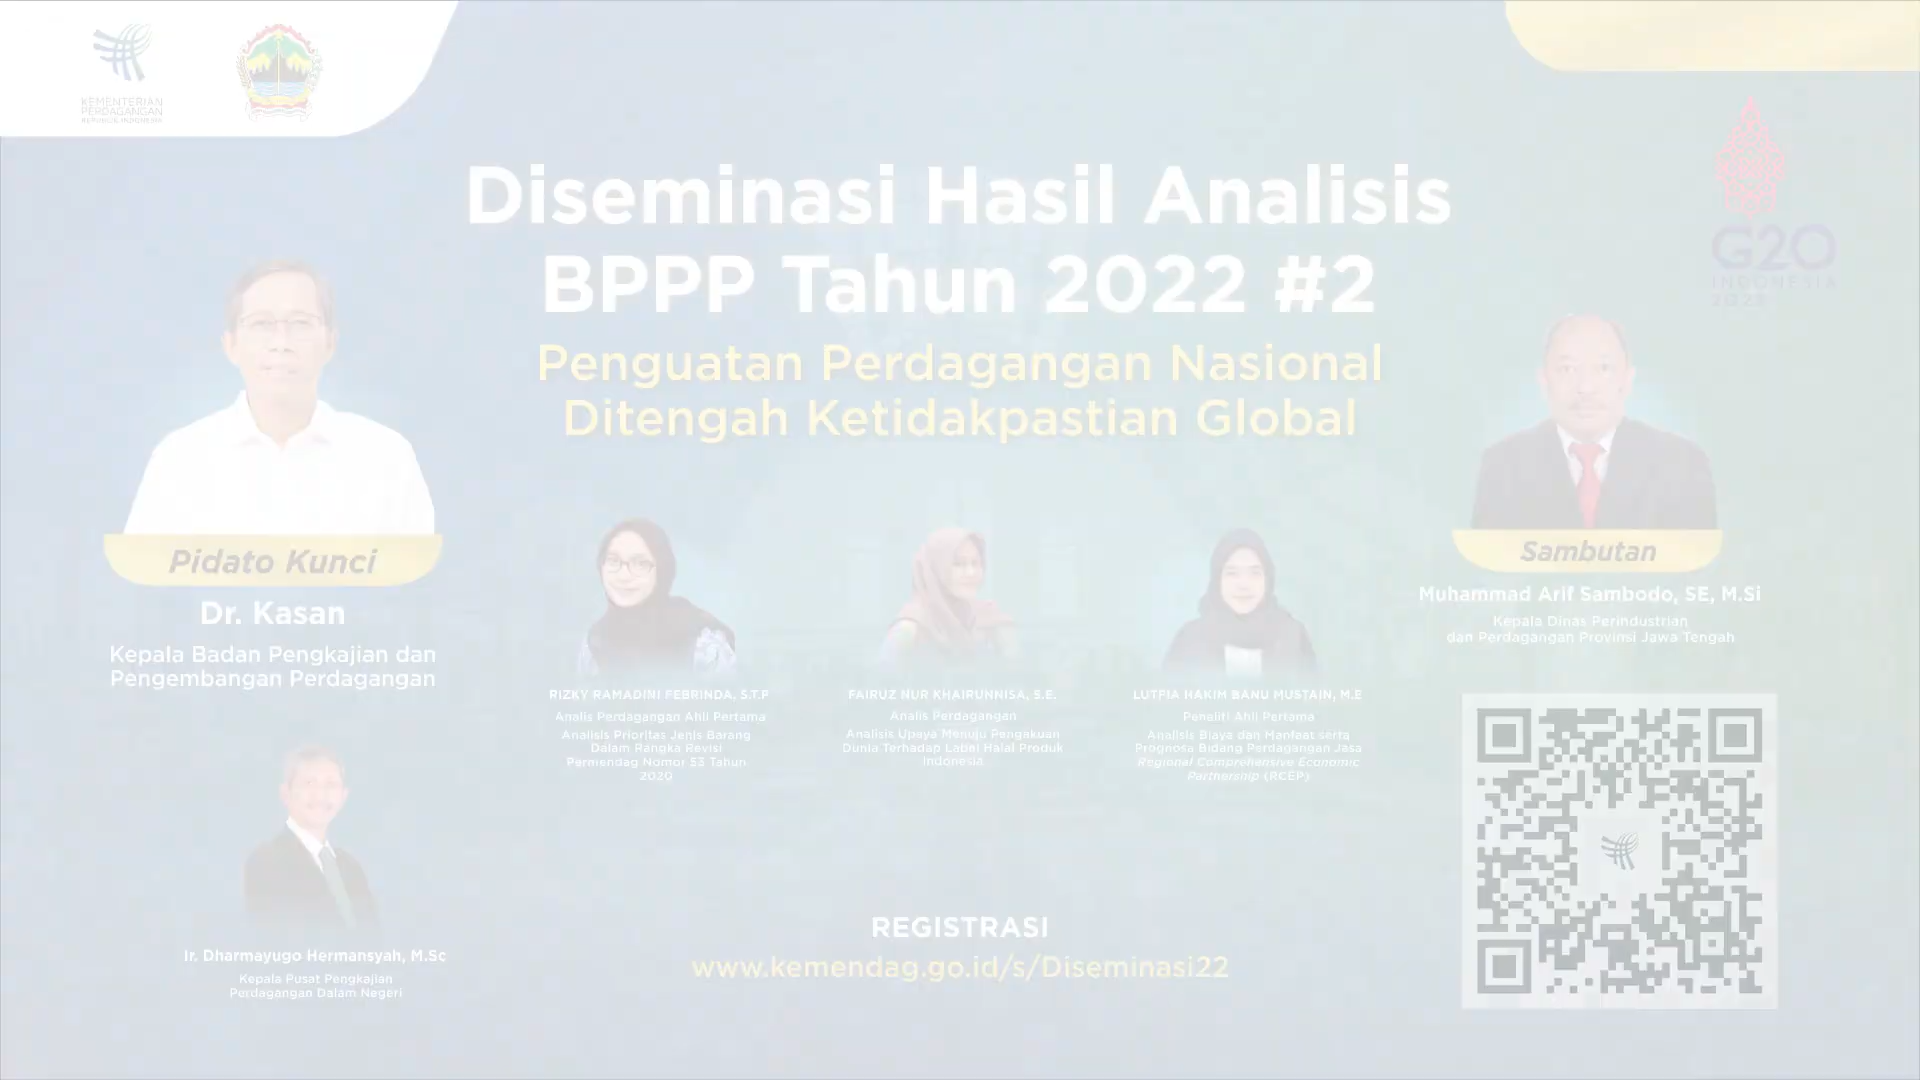 KEMENTERIAN
PERDAGANGAN
REPUBLIK INDONESIA
G20
INDONESIA
2022
Diseminasi Hasil Analisis
BPPP Tahun 2022 #2
Penguatan Perdagangan Nasional
Ditengah Ketidakpastian Global
Pidato Kunci
Dr. Kasan
Kepala Badan Pengkajian dan
Pengembangan Perdagangan
Sambutan
Muhammad Arif Sambodo, SE, M.Si
Kepala Dinas Perindustrian
dan Perdagangan Provinsi Jawa Tengah
RIZKY RAMADINI FEBRINDA, S.T.P
Analis Perdagangan Ahli Pertama
Analisis Prioritas Jenis Barang
Dalam Rangka Revisi
Permendag Nomor 53 Tahun
2020
FAIRUZ NUR KHAIRUNNISA, S.E.
Analis Perdagangan
Analisis Upaya Menuju Pengakuan
Dunia Terhadap Label Halal Produk
Indonesia
LUTFIA HAKIM BANU MUSTAIN, M.E
Peneliti Ahli Pertama
Analisis Biaya dan Manfaat serta
Prognosa Bidang Perdagangan Jasa
Regional Comprehensive Economic
Partnership (RCEP)
Ir. Dharmayugo Hermansyah, M.Sc
Kepala Pusat Pengkajian
Perdagangan Dalam Negeri
REGISTRASI
www.kemendag.go.id/s/Diseminasi22